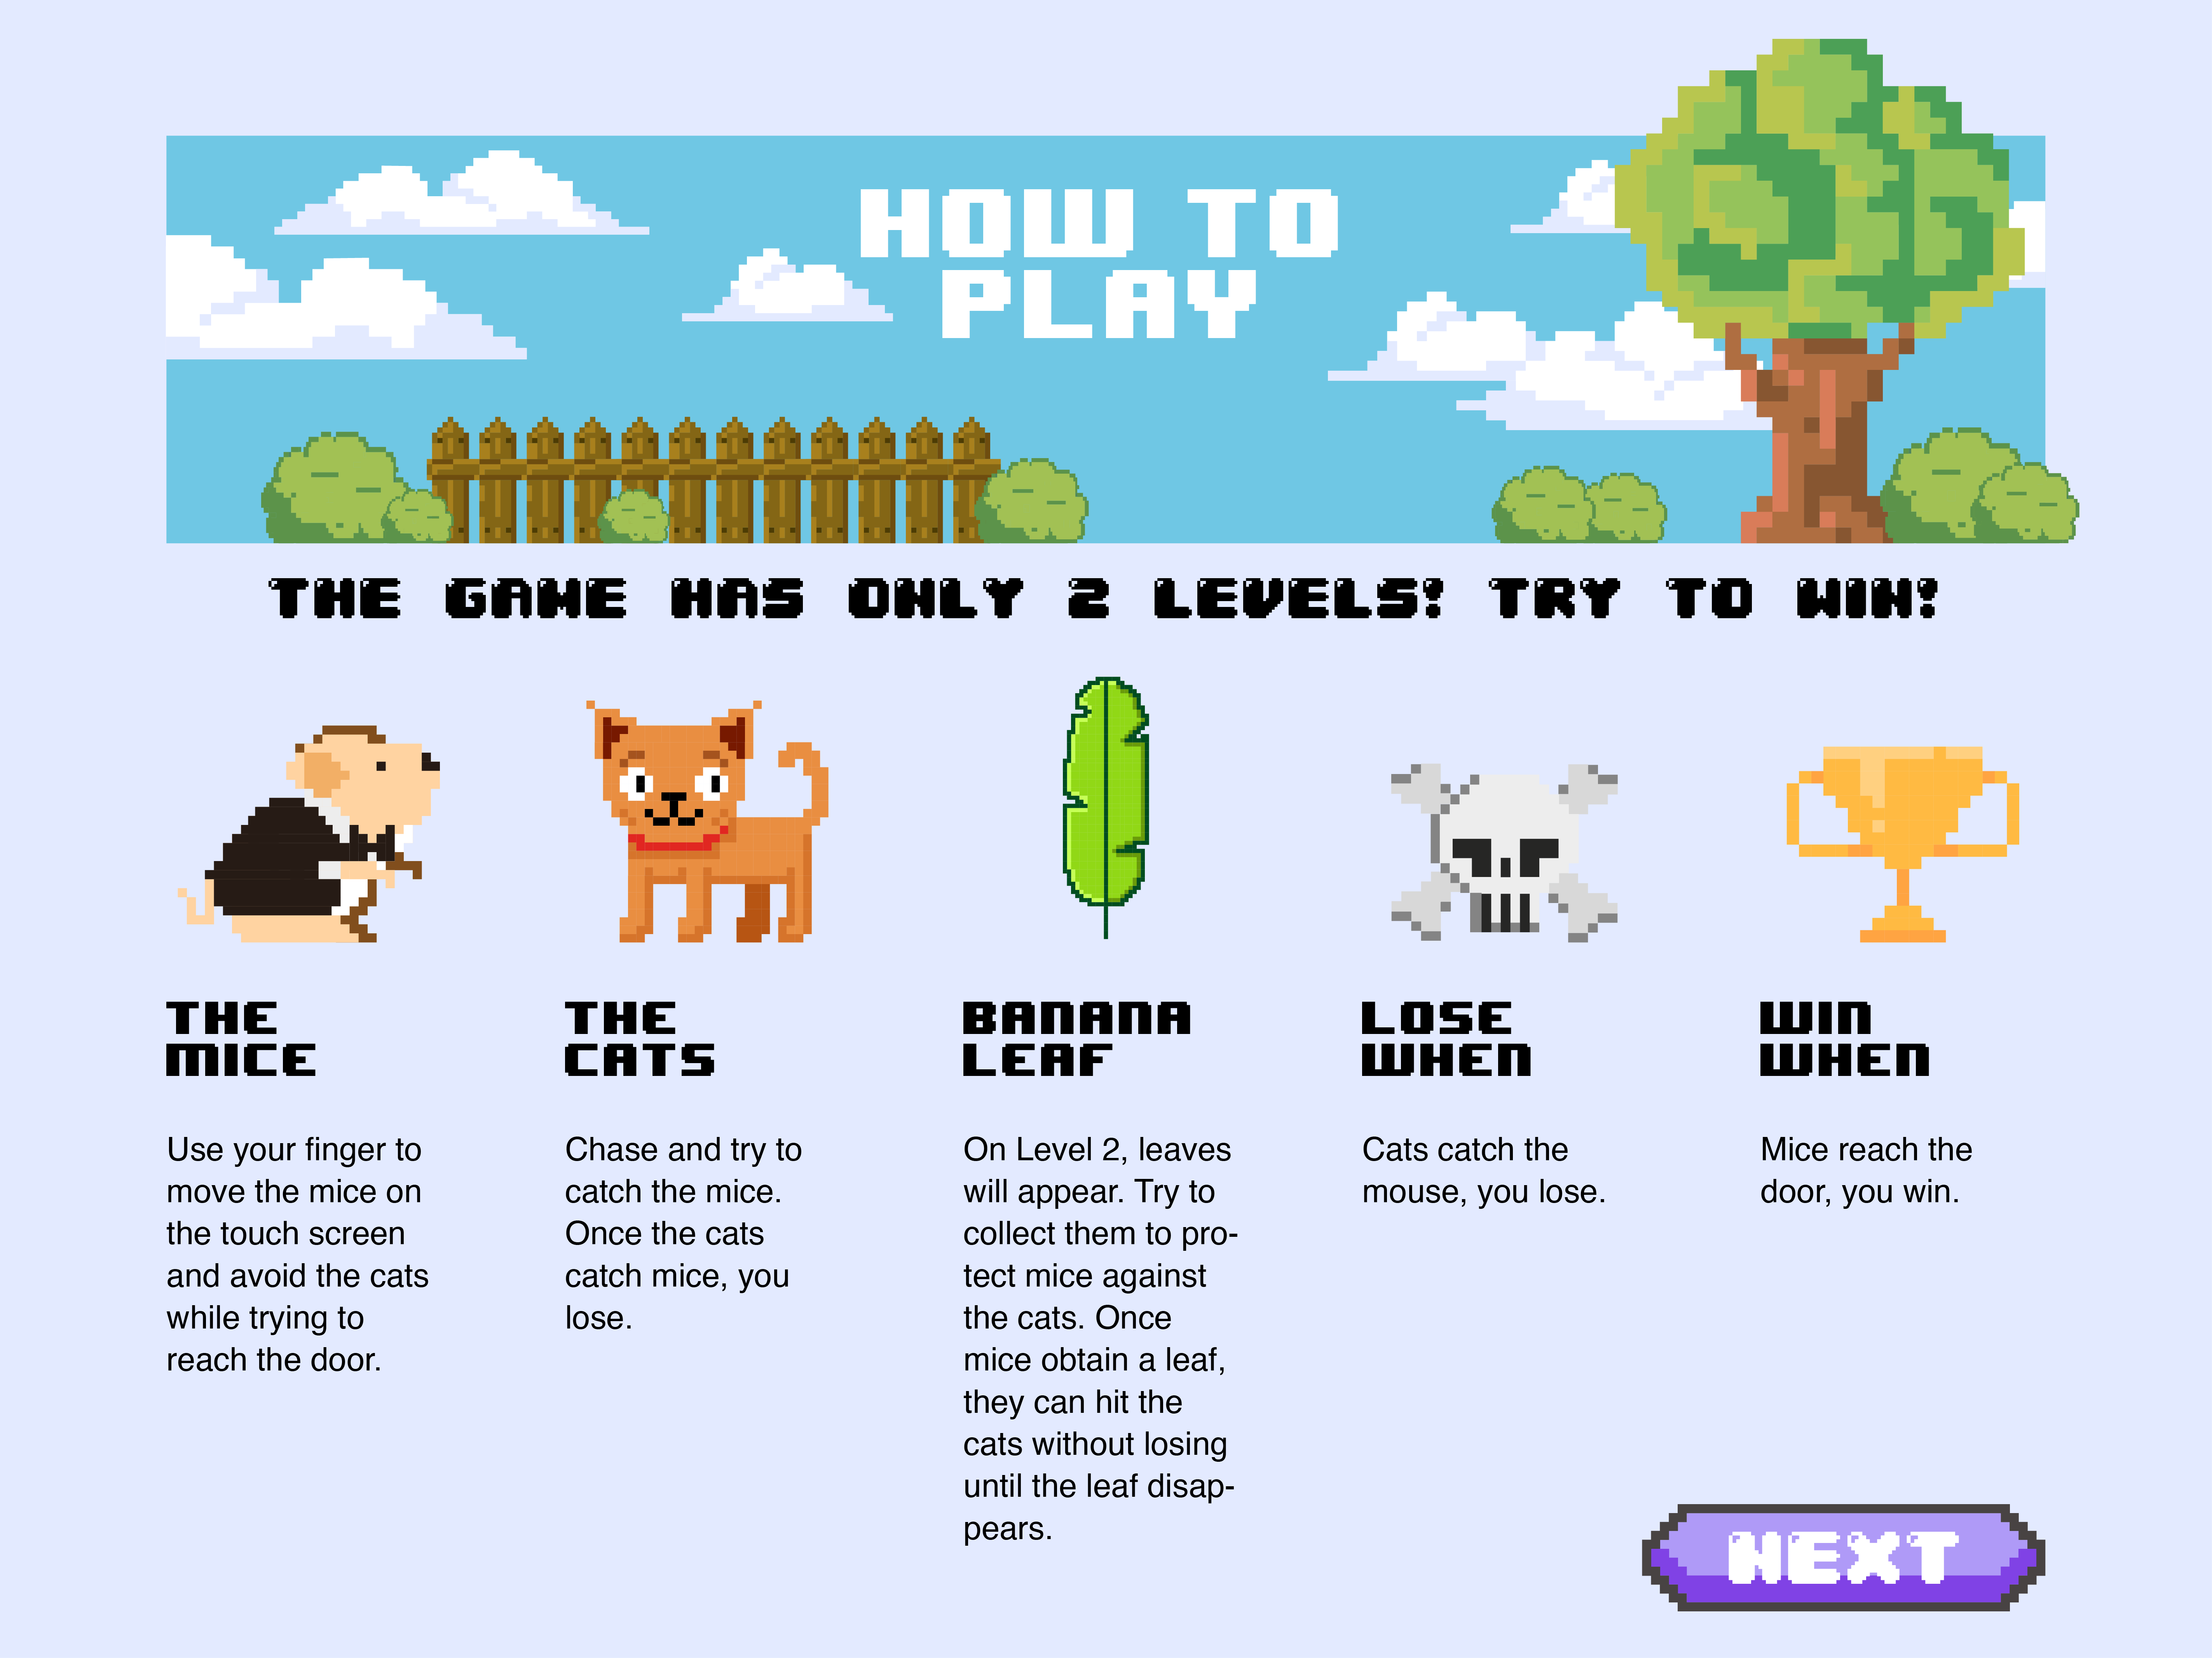 HOW TO
PLAY
THE GAME HAS ONLY 2 LEVELS! TRY TO WIN!
THE
MICE
Use your finger to
move the mice on
the touch screen
and avoid the cats
while trying to
reach the door.
THE
CATS
Chase and try to
catch the mice.
Once the cats
catch mice, you
lose.
BANANA
LEAF
On Level 2, leaves
will appear. Try to
collect them to pro-
tect mice against
the cats. Once
mice obtain a leaf,
they can hit the
cats without losing
until the leaf disap-
pears.
LOSE
WHEN
Cats catch the
mouse, you lose.
WIN
WHEN
Mice reach the
door, you win.
NEXT